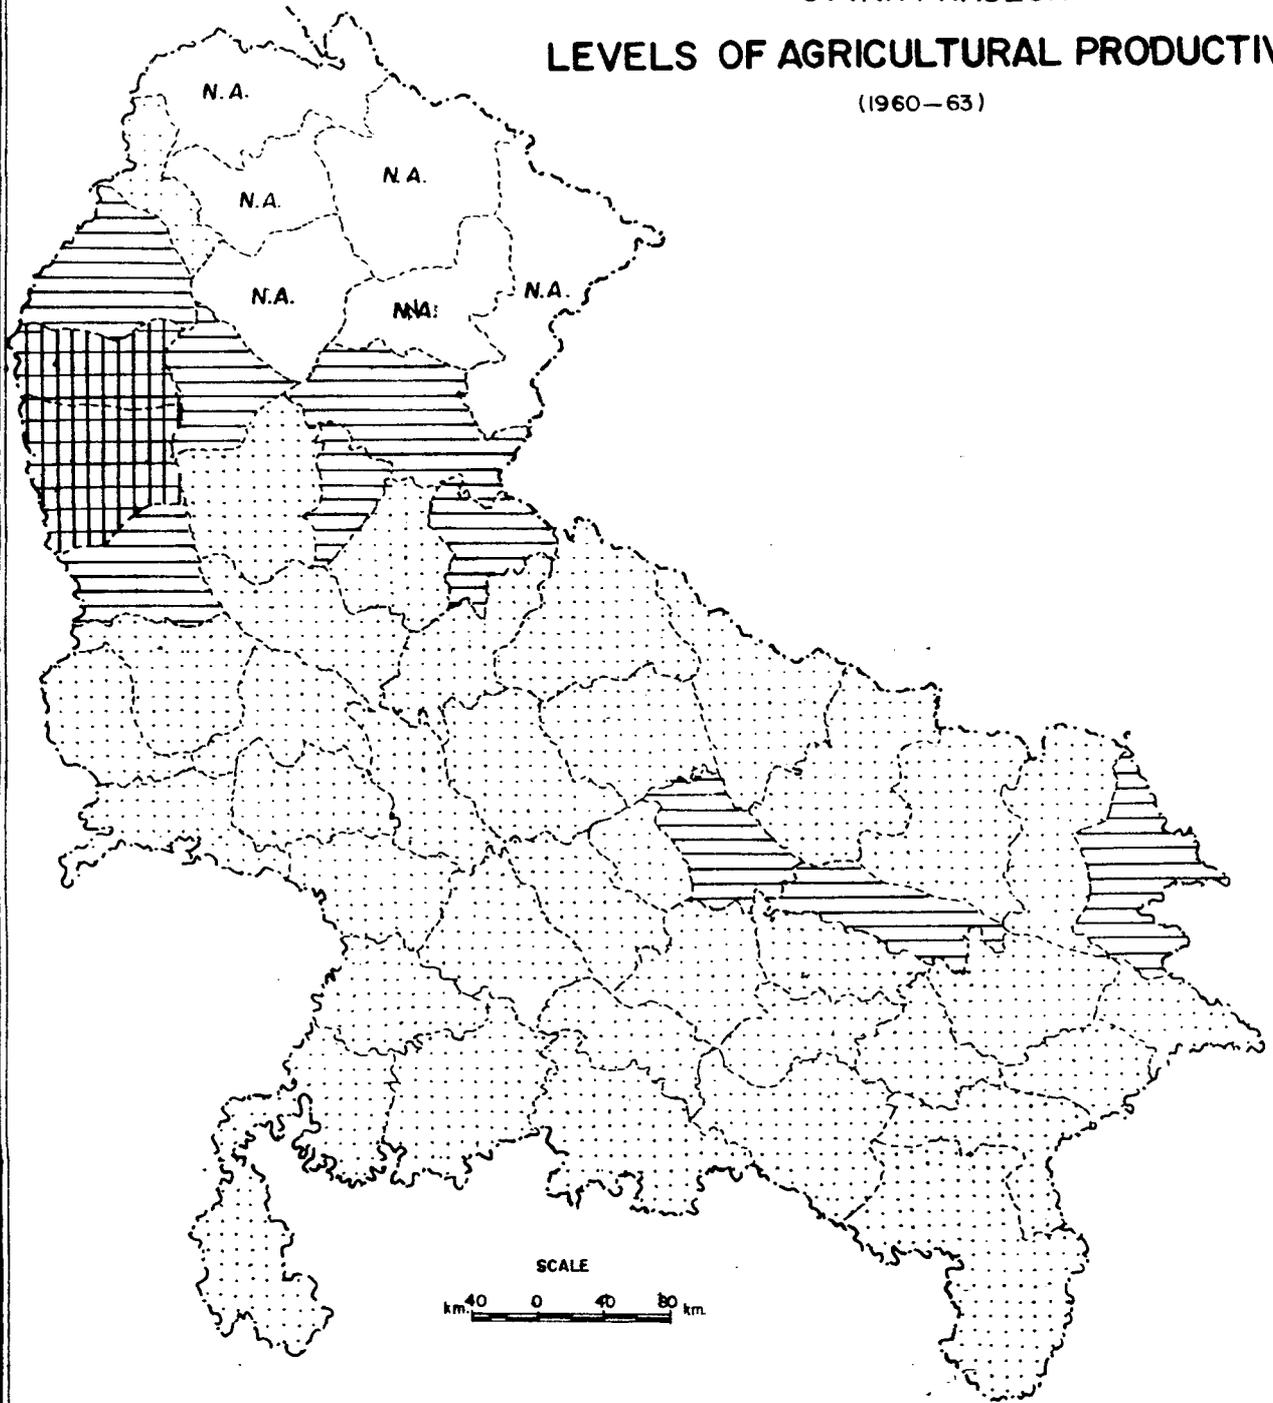 LEVELS OF AGRICULTURAL PRODUCTIV
(1960–63)
N.A.
N.A.
N.A.
N.A.
N.A.
N.A.
SCALE
km. 40 0 40 80 km.